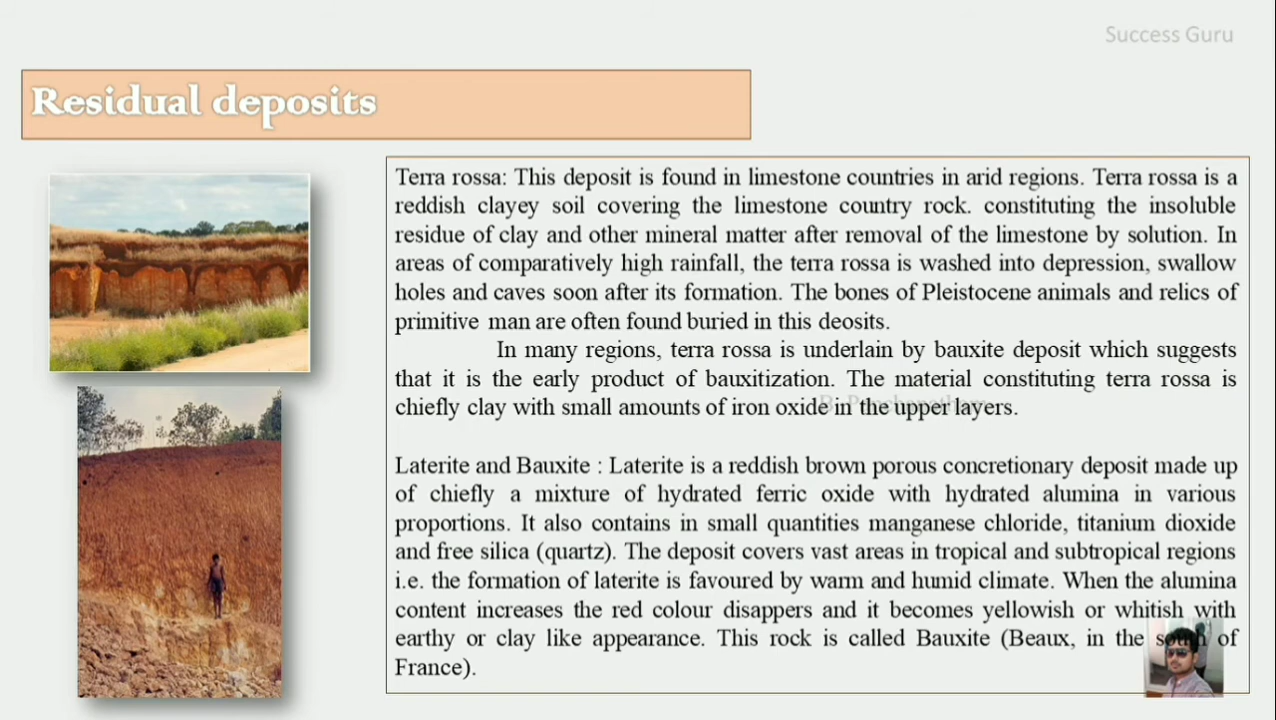 Success Guru
Residual deposits
Terra rossa: This deposit is found in limestone countries in arid regions. Terra rossa is a
reddish clayey soil covering the limestone country rock. constituting the insoluble
residue of clay and other mineral matter after removal of the limestone by solution. In
areas of comparatively high rainfall, the terra rossa is washed into depression, swallow
holes and caves soon after its formation. The bones of Pleistocene animals and relics of
primitive man are often found buried in this deosits.
In many regions, terra rossa is underlain by bauxite deposit which suggests
that it is the early product of bauxitization. The material constituting terra rossa is
chiefly clay with small amounts of iron oxide in the upper layers.
Laterite and Bauxite : Laterite is a reddish brown porous concretionary deposit made up
of chiefly a mixture of hydrated ferric oxide with hydrated alumina in various
proportions. It also contains in small quantities manganese chloride, titanium dioxide
and free silica (quartz). The deposit covers vast areas in tropical and subtropical regions
i.e. the formation of laterite is favoured by warm and humid climate. When the alumina
content increases the red colour disappers and it becomes yellowish or whitish with
earthy or clay like appearance. This rock is called Bauxite (Beaux, in the south of
France).